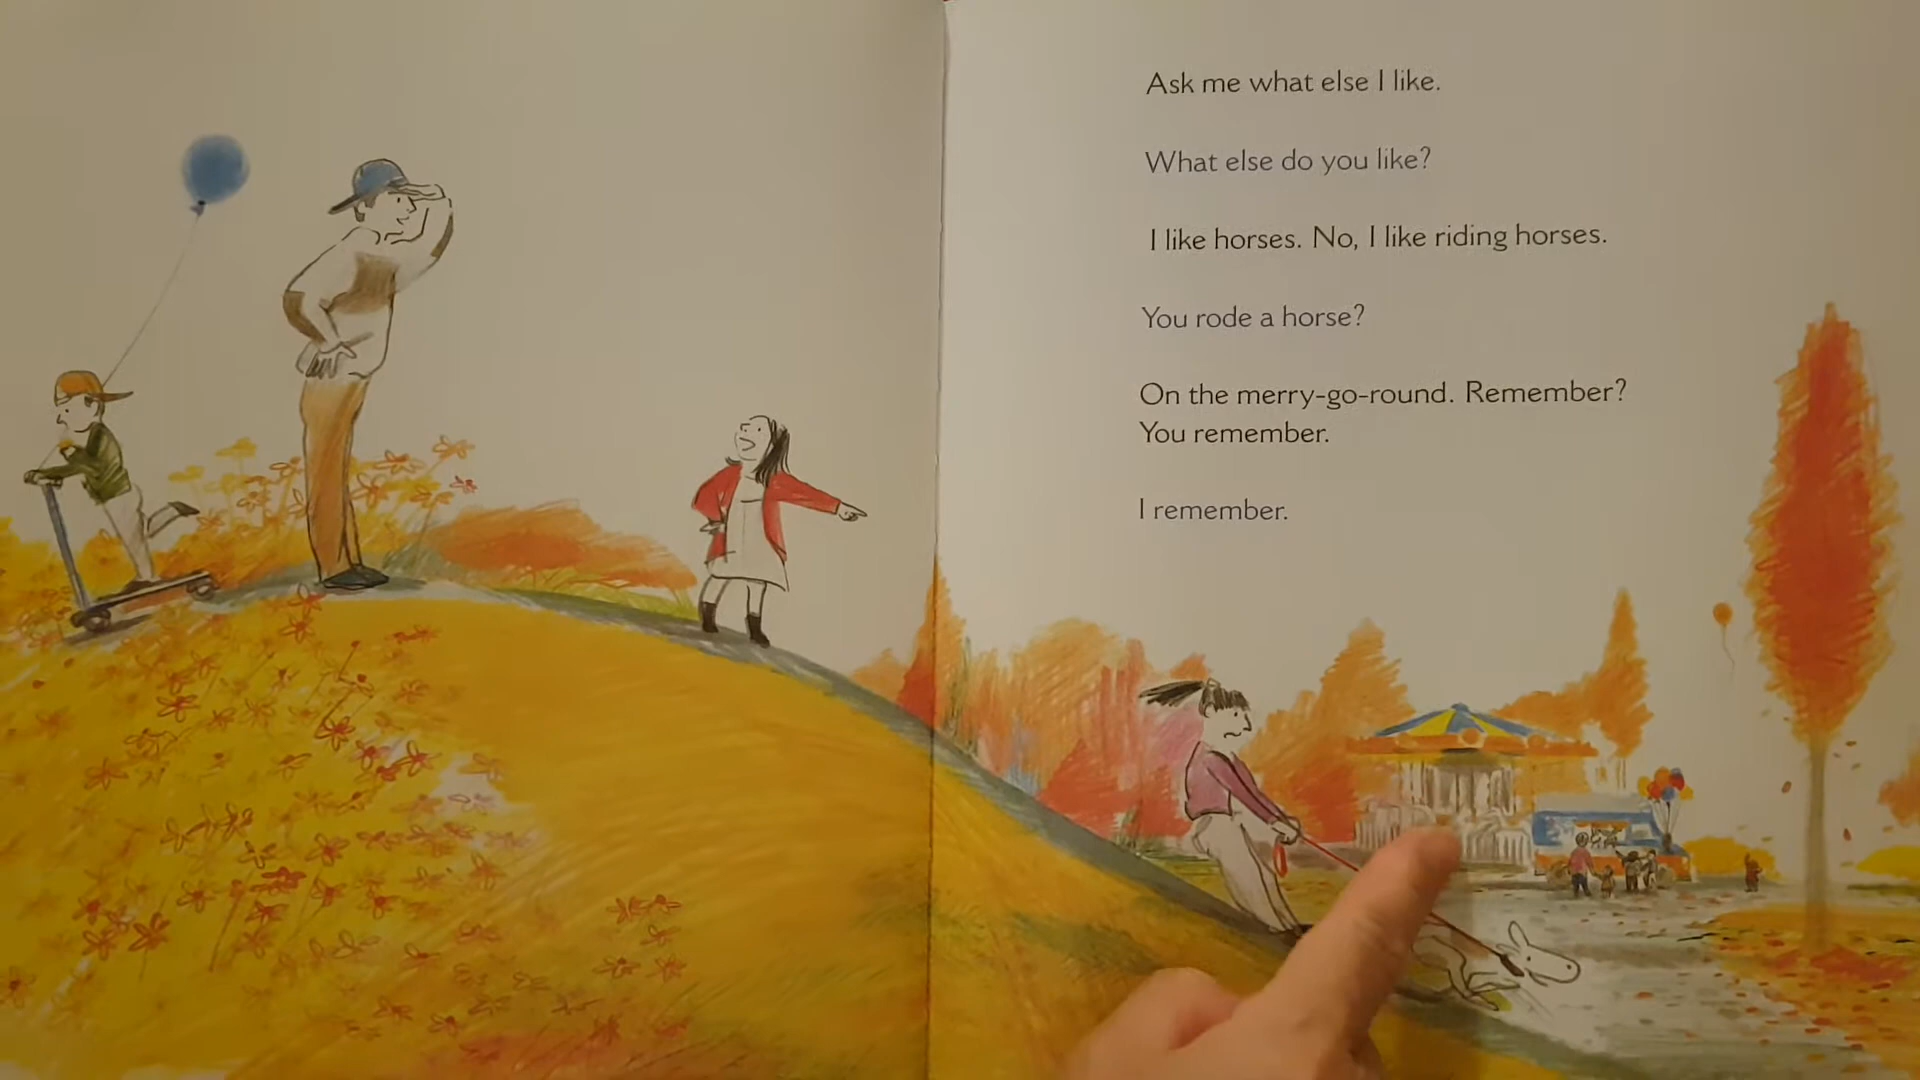 Ask me what else I like.
What else do you like?
I like horses. No, I like riding horses.
You rode a horse?
On the merry-go-round. Remember?
You remember.
I remember.